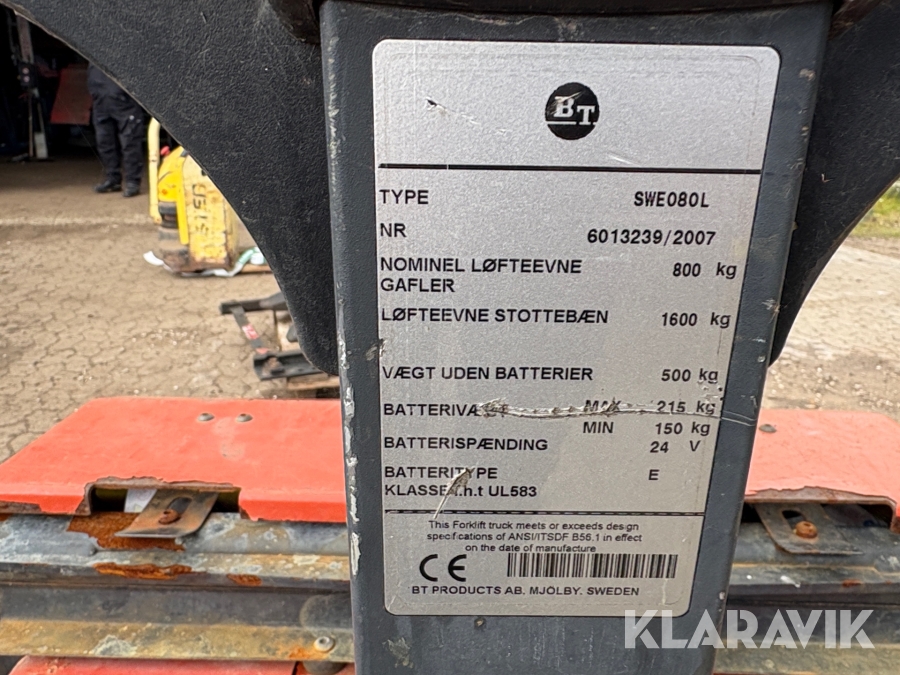 BT
TYPE SWE080L
NR 6013239/2007
NOMINEL LØFTEEVNE 800 kg
GAFLER
LØFTEEVNE STOTTEBÆN 1600 kg
VÆGT UDEN BATTERIER 500 kg
MAX 215 kg
MIN 150 kg
BATTERISPÆNDING 24 V
BATTERITYPE E
UL583
This Forklift truck meets or exceeds design
specifications of ANSI/ITSDF B56.1 in effect
on the date of manufacture
CE
BT PRODUCTS AB. MJOLBY. SWEDEN
KLARAVIK